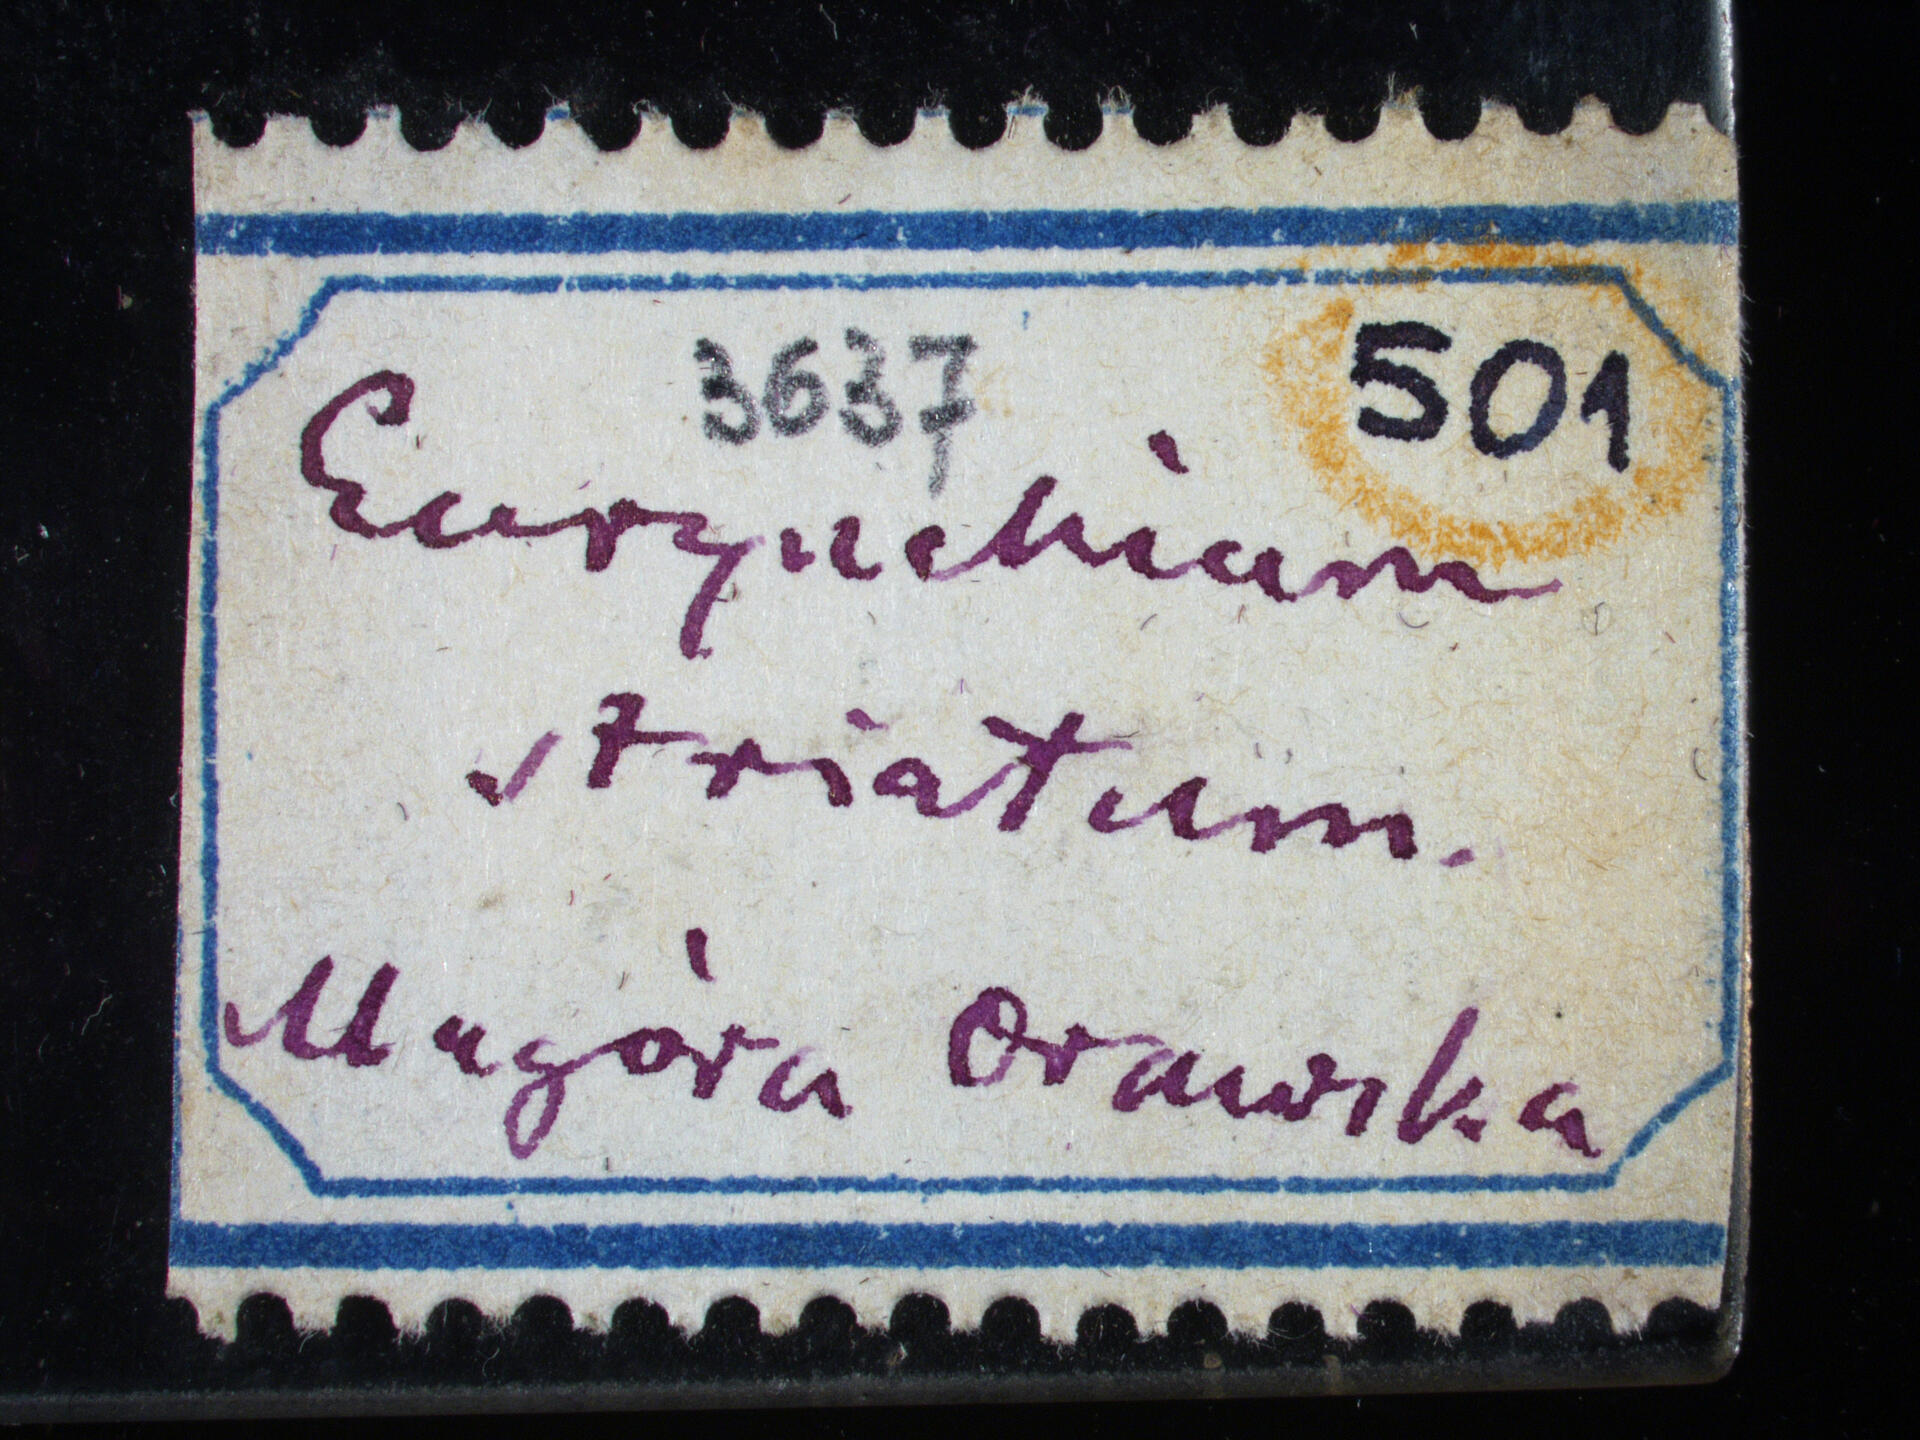 3637 501
Eurynchium
striatum.
Magóra Orawska